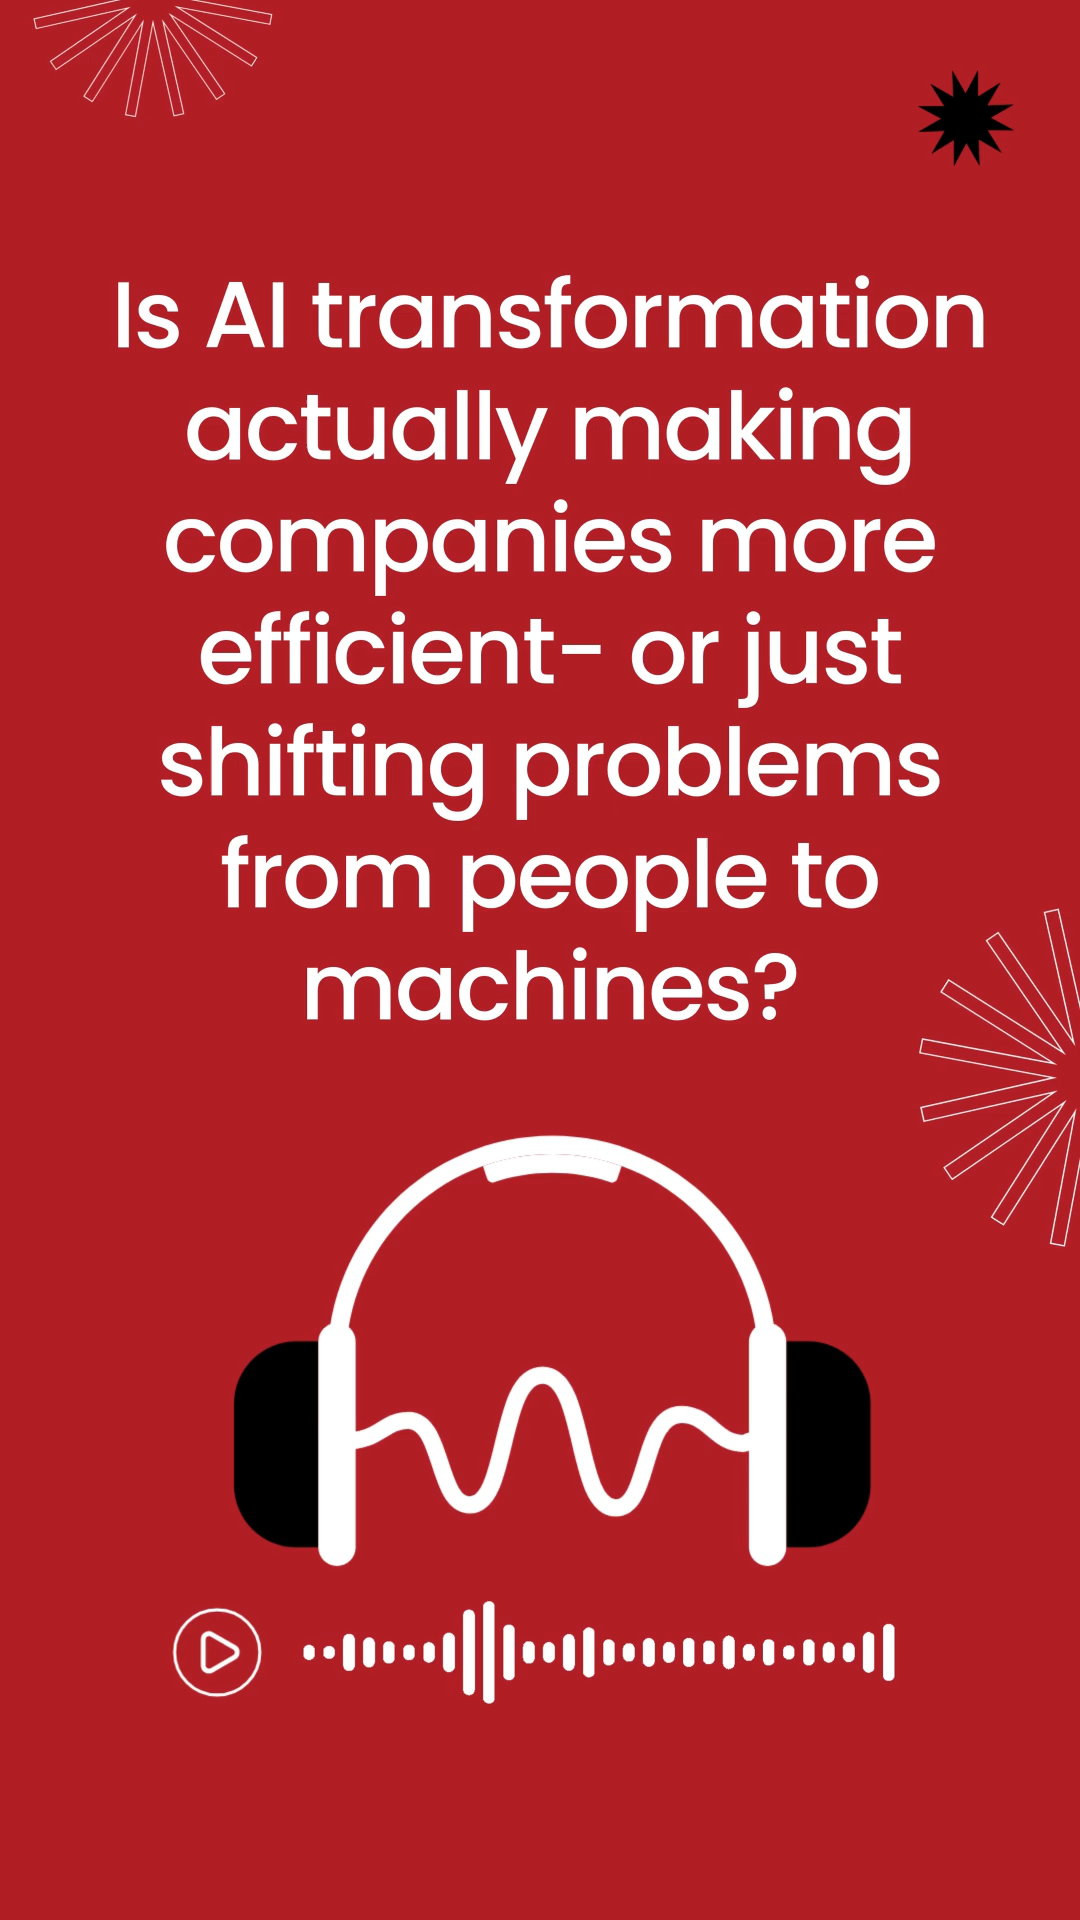 Is AI transformation
actually making
companies more
efficient- or just
shifting problems
from people to
machines?